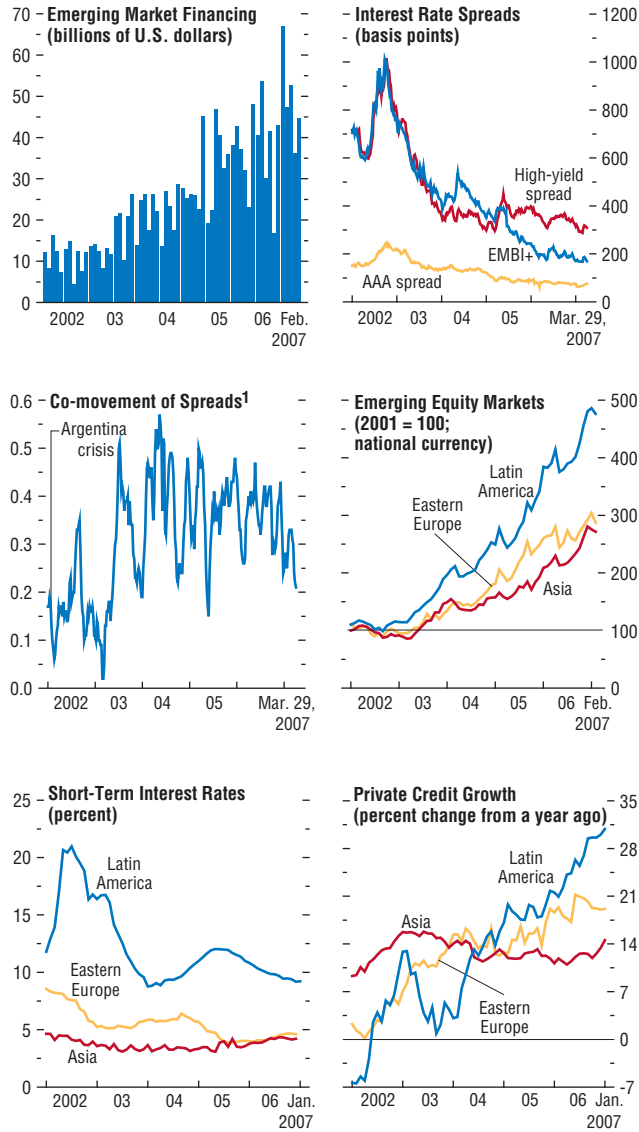 Emerging Market Financing
(billions of U.S. dollars)
70
60
50
40
30
20
10
0
2002 03 04 05 06 Feb.
2007
Interest Rate Spreads
(basis points)
1200
1000
800
600
400
200
0
High-yield
spread
EMBI+
AAA spread
2002 03 04 05 Mar. 29,
2007
Co-movement of Spreads1
0.6
0.5
0.4
0.3
0.2
0.1
0.0
Argentina
crisis
2002 03 04 05 Mar. 29,
2007
Emerging Equity Markets
(2001 = 100;
national currency)
500
400
300
200
100
0
Latin
America
Eastern
Europe
Asia
2002 03 04 05 06 Feb.
2007
Short-Term Interest Rates
(percent)
25
20
15
10
5
0
Latin
America
Eastern
Europe
Asia
2002 03 04 05 06 Jan.
2007
Private Credit Growth
(percent change from a year ago)
35
28
21
14
7
0
-7
Latin
America
Asia
Eastern
Europe
2002 03 04 05 06 Jan.
2007